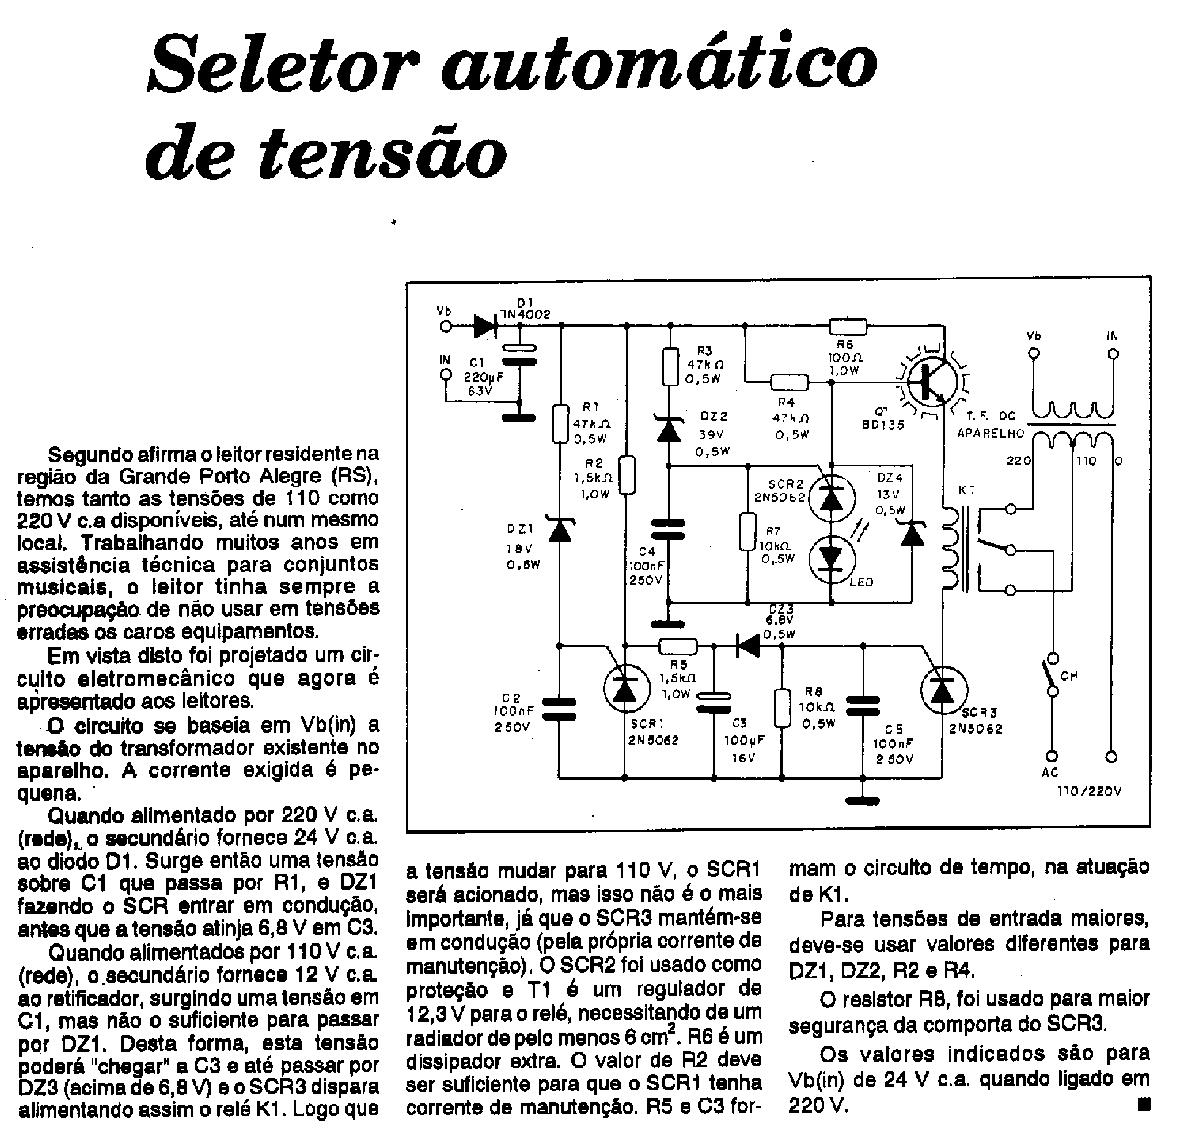 Seletor automático
de tensão
Segundo afirma o leitor residente na
região da Grande Porto Alegre (RS),
temos tanto as tensões de 110 como
220 V c.a disponíveis, até num mesmo
local. Trabalhando muitos anos em
assistência técnica para conjuntos
musicais, o leitor tinha sempre a
preocupação de não usar em tensões
erradas os caros equipamentos.
Em vista disto foi projetado um cir-
cuito eletromecânico que agora é
apresentado aos leitores.
O circuito se baseia em Vb(in) a
tensão do transformador existente no
aparelho. A corrente exigida é pe-
quena.
Quando alimentado por 220 V c.a.
(rede), o secundário fornece 24 V c.a.
ao diodo D1. Surge então uma tensão
sobre C1 que passa por R1, e DZ1
fazendo o SCR entrar em condução,
antes que a tensão atinja 6,8 V em C3.
Quando alimentados por 110 V c.a.
(rede), o secundário fornece 12 V c.a.
ao retificador, surgindo uma tensão em
C1, mas não o suficiente para passar
por DZ1. Desta forma, esta tensão
poderá "chegar" a C3 e até passar por
DZ3 (acima de 6,8 V) e o SCR3 dispara
alimentando assim o relé K1. Logo que
Vb
D1
1N4002
IN
C1
220µF
63V
R1
47kΩ
0,5W
R2
1,5kΩ
1,0W
R3
47kΩ
0,5W
DZ2
39V
0,5W
R4
47kΩ
0,5W
R6
100Ω
1,0W
BD135
T.F. DC
APARELHO
Vb
IN
220
110
0
K1
DZ1
18V
0,5W
C4
100nF
250V
R7
10kΩ
0,5W
SCR2
2N5062
LED
DZ4
13V
0,5W
DZ3
6,8V
0,5W
R5
1,5kΩ
1,0W
C2
100nF
250V
SCR1
2N5062
C3
100µF
16V
R8
10kΩ
0,5W
C5
100nF
250V
SCR3
2N5062
CH
AC
110/220V
a tensão mudar para 110 V, o SCR1
será acionado, mas isso não é o mais
importante, já que o SCR3 mantém-se
em condução (pela própria corrente de
manutenção). O SCR2 foi usado como
proteção e T1 é um regulador de
12,3 V para o relé, necessitando de um
radiador de pelo menos 6 cm². R6 é um
dissipador extra. O valor de R2 deve
ser suficiente para que o SCR1 tenha
corrente de manutenção. R5 e C3 for-
mam o circuito de tempo, na atuação
de K1.
Para tensões de entrada maiores,
deve-se usar valores diferentes para
DZ1, DZ2, R2 e R4.
O resistor R8, foi usado para maior
segurança da comporta do SCR3.
Os valores indicados são para
Vb(in) de 24 V c.a. quando ligado em
220 V.